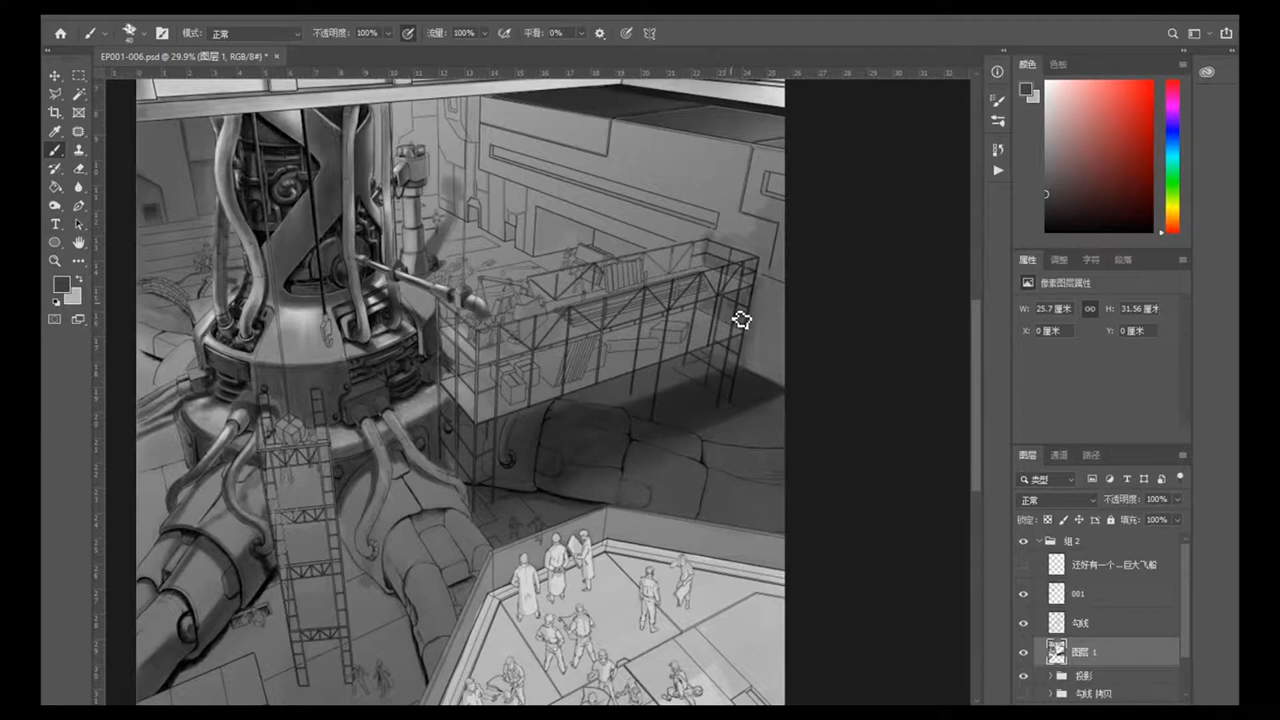 40
模式: 正常
不透明度: 100%
流量: 100%
平滑: 0%
EP001-006.psd @ 29.9% (图层 1, RGB/8#) *
颜色 色板
属性 调整 字符 段落
像素图层属性
W: 25.7 厘米 H: 31.56 厘米
X: 0 厘米 Y: 0 厘米
图层 通道 路径
类型
正常 不透明度: 100%
锁定: 填充: 100%
组 2
还好有一个...巨大飞船
001
勾线
图层 1
投影
勾线 拷贝